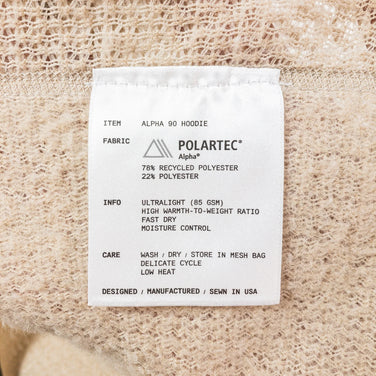 ITEM ALPHA 90 HOODIE
FABRIC POLARTEC®
Alpha®
78% RECYCLED POLYESTER
22% POLYESTER
INFO ULTRALIGHT (85 GSM)
HIGH WARMTH-TO-WEIGHT RATIO
FAST DRY
MOISTURE CONTROL
CARE WASH / DRY / STORE IN MESH BAG
DELICATE CYCLE
LOW HEAT
DESIGNED / MANUFACTURED / SEWN IN USA